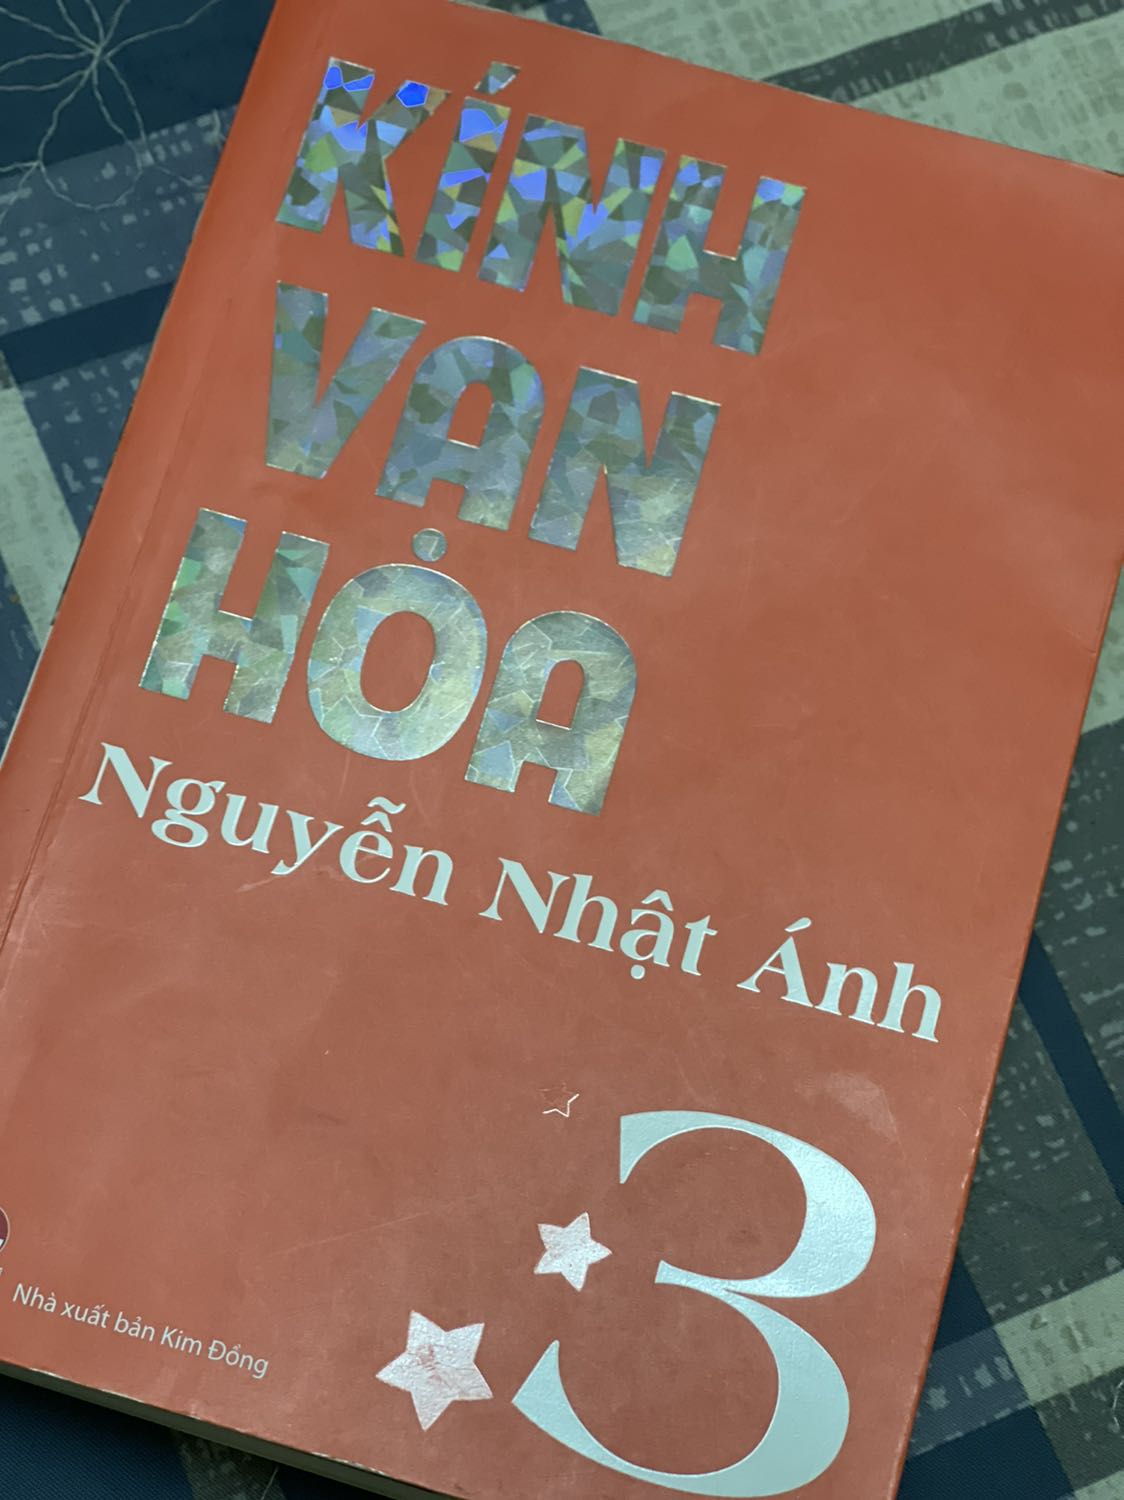 KÍNH
VẠN
HOA
Nguyễn Nhật Ánh
3
Nhà xuất bản Kim Đồng